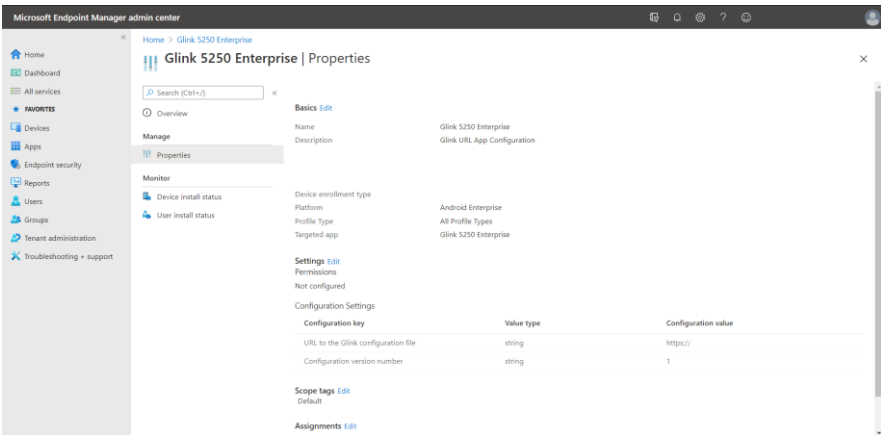 Microsoft Endpoint Manager admin center
Home
Dashboard
All services
FAVORITES
Devices
Apps
Endpoint security
Reports
Users
Groups
Tenant administration
Troubleshooting + support
Home > Glink 5250 Enterprise
Glink 5250 Enterprise | Properties
Search (Ctrl+/)
Overview
Manage
Properties
Monitor
Device install status
User install status
Basics Edit
Name Glink 5250 Enterprise
Description Glink URL App Configuration
Device enrollment type
Platform Android Enterprise
Profile Type All Profile Types
Targeted app Glink 5250 Enterprise
Settings Edit
Permissions
Not configured
Configuration Settings
Configuration key Value type Configuration value
URL to the Glink configuration file string https://
Configuration version number string 1
Scope tags Edit
Default
Assignments Edit